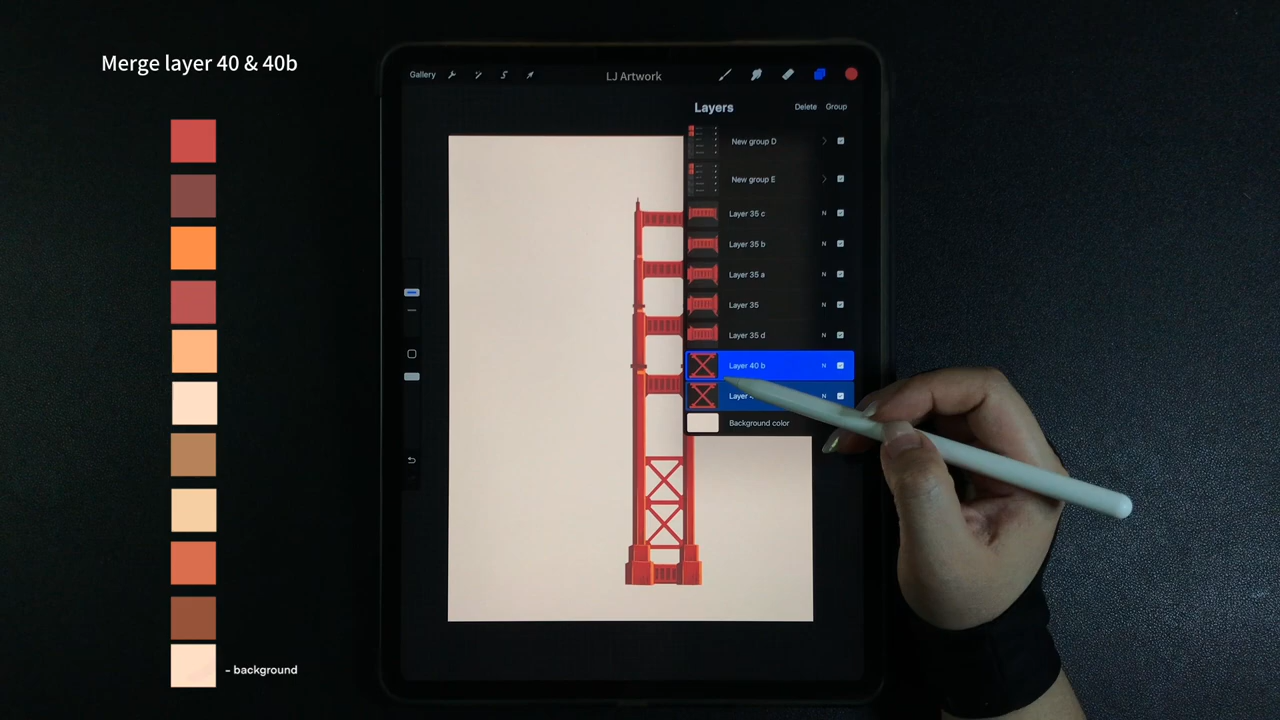 Merge layer 40 & 40b
- background
Gallery
LJ Artwork
Layers
Delete
Group
New group D
New group E
Layer 35 c
N
Layer 35 b
N
Layer 35 a
N
Layer 35
N
Layer 35 d
N
Layer 40 b
N
Layer
N
Background color